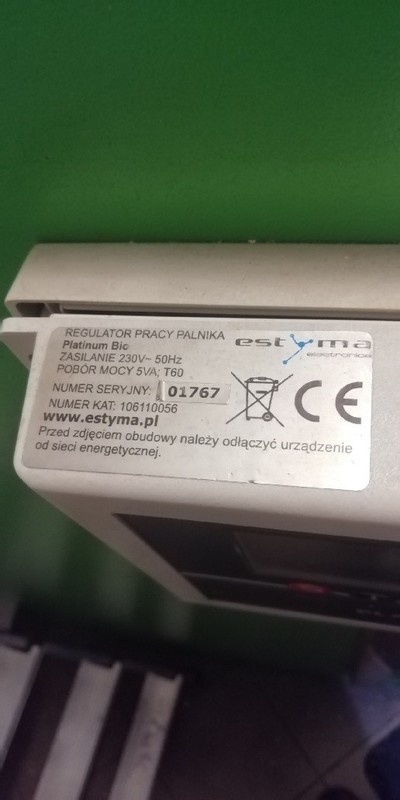 REGULATOR PRACY PALNIKA
Platinum Bio
ZASILANIE 230V~ 50Hz
POBÓR MOCY 5VA; T60
estyma
electronics
NUMER SERYJNY: 01767
NUMER KAT: 106110056
CE
www.estyma.pl
Przed zdjęciem obudowy należy odłączyć urządzenie
od sieci energetycznej.